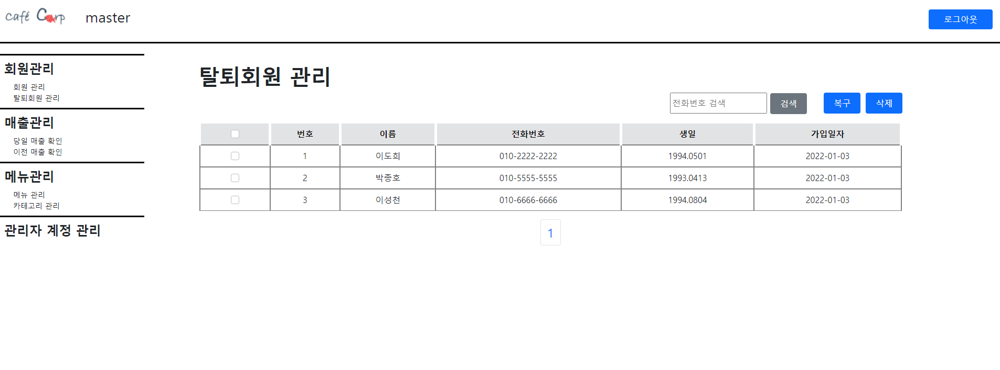 café Carp master 로그아웃
회원관리
회원 관리
탈퇴회원 관리
매출관리
당일 매출 확인
이전 매출 확인
메뉴관리
메뉴 관리
카테고리 관리
관리자 계정 관리
탈퇴회원 관리
전화번호 검색 검색 복구 삭제
번호 이름 전화번호 생일 가입일자
1 이도희 010-2222-2222 1994.0501 2022-01-03
2 박종호 010-5555-5555 1993.0413 2022-01-03
3 이성천 010-6666-6666 1994.0804 2022-01-03
1